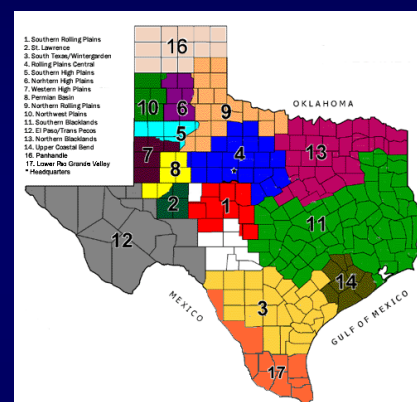 1. Southern Rolling Plains
2. St. Lawrence
3. South Texas/Wintergarden
4. Rolling Plains Central
5. Southern High Plains
6. Northern High Plains
7. Western High Plains
8. Permian Basin
9. Northern Rolling Plains
10. Northwest Plains
11. Southern Blacklands
12. El Paso/Trans Pecos
13. Northern Blacklands
14. Upper Coastal Bend
16. Panhandle
17. Lower Rio Grande Valley
* Headquarters
16
10
6
9
OKLAHOMA
5
4
*
13
7
8
2
1
11
12
14
3
MEXICO
GULF OF MEXICO
17